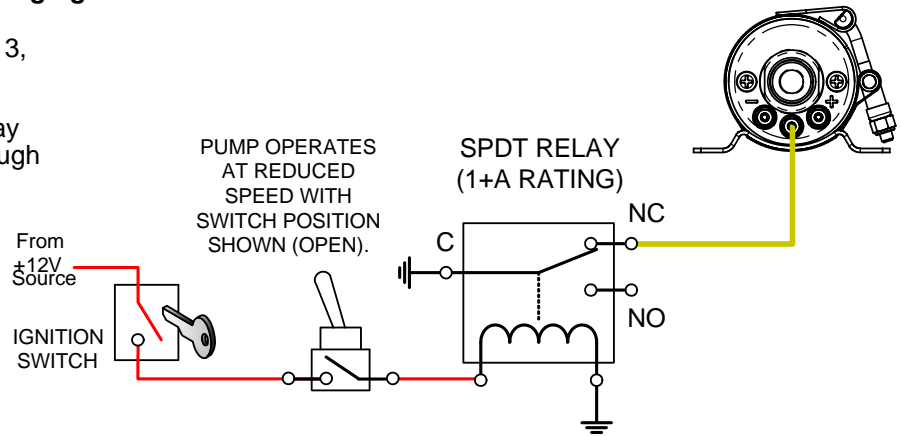 3,
ay
ough
PUMP OPERATES
AT REDUCED
SPEED WITH
SWITCH POSITION
SHOWN (OPEN).
SPDT RELAY
(1+A RATING)
NC
C
NO
From
+12V
Source
IGNITION
SWITCH
− +